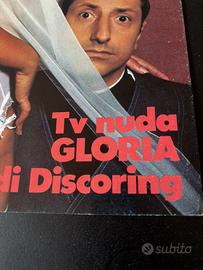 Tv nuda
GLORIA
di Discoring
subito